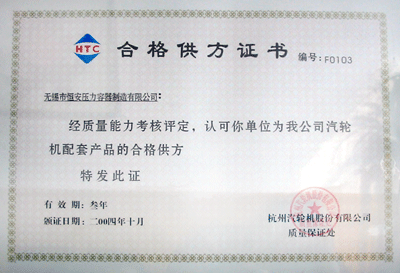 HTC
合格供方证书 编号: F0103
无锡市恒安压力容器制造有限公司:
经质量能力考核评定，认可你单位为我公司汽轮
机配套产品的合格供方
特发此证
有效期: 叁年
颁证日期: 二00四年十月
杭州汽轮机股份有限公司
质量保证处